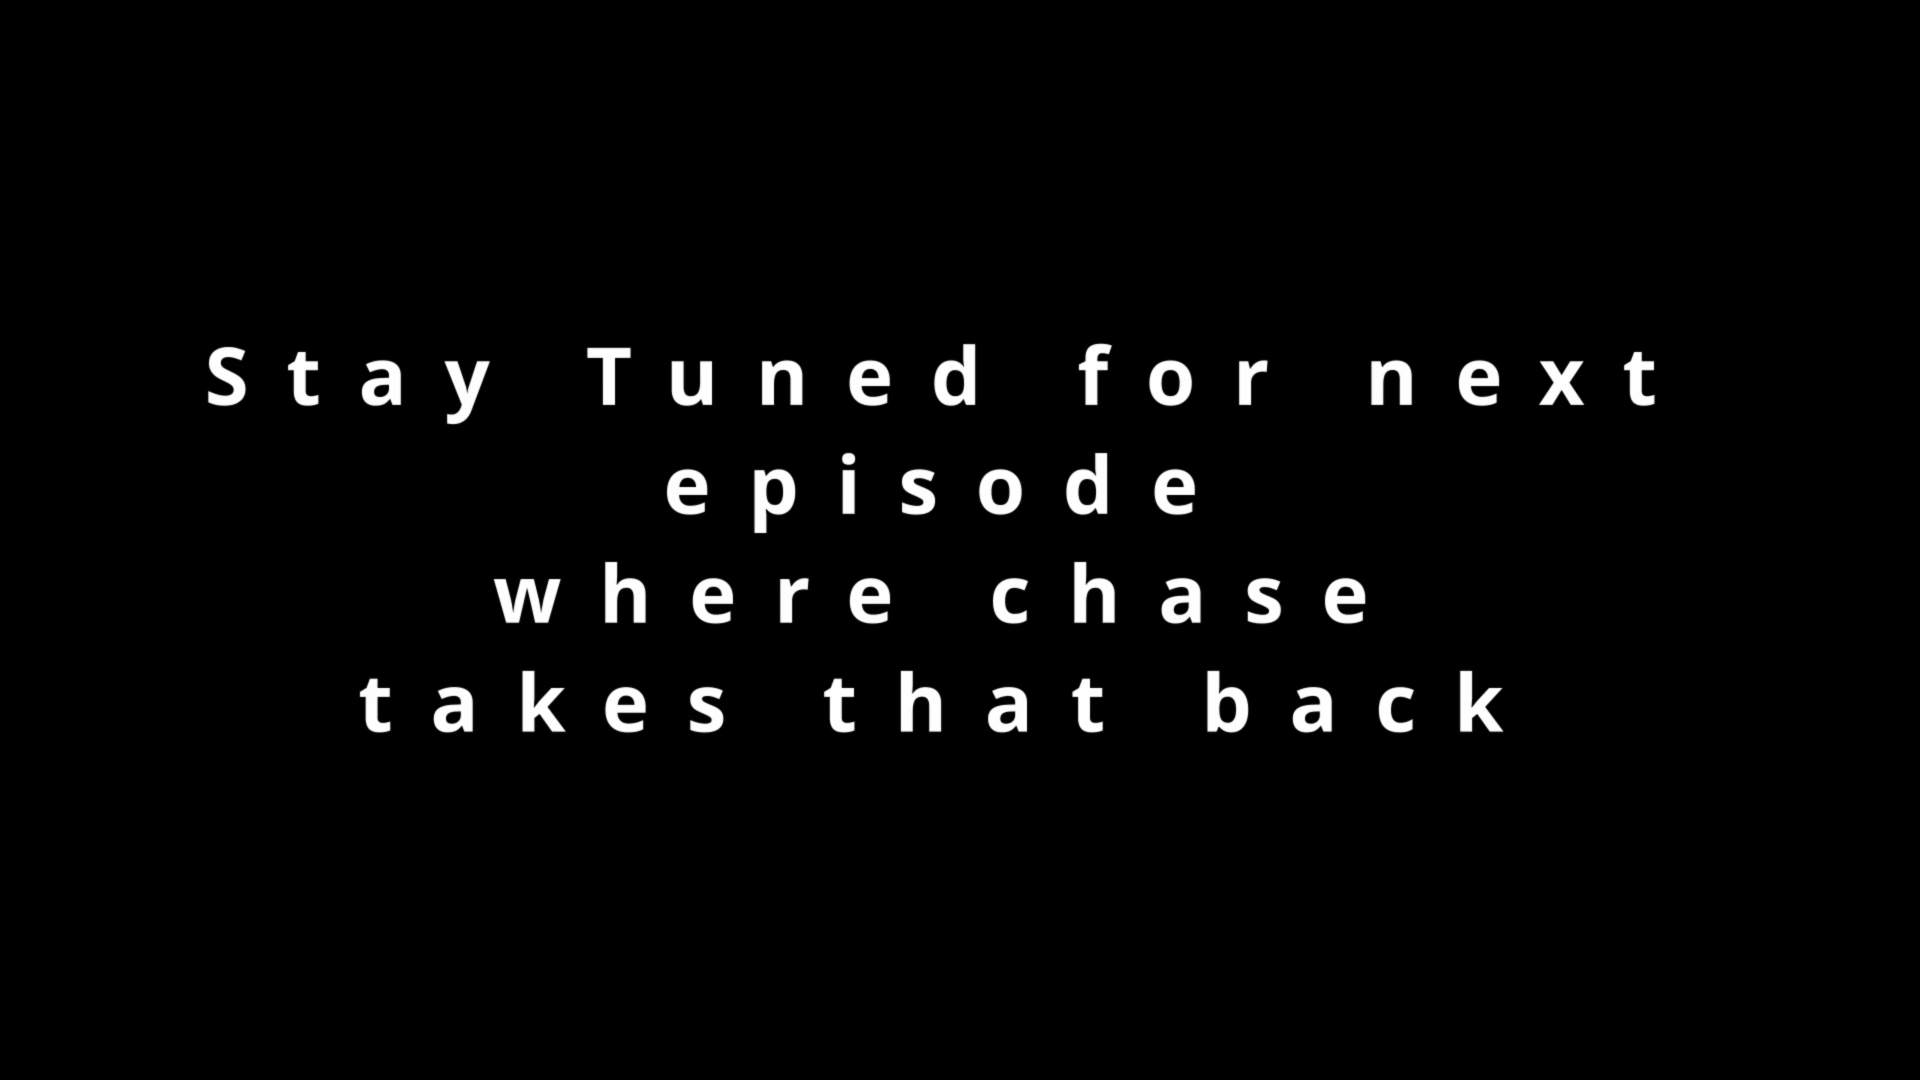 Stay Tuned for next
episode
where chase
takes that back